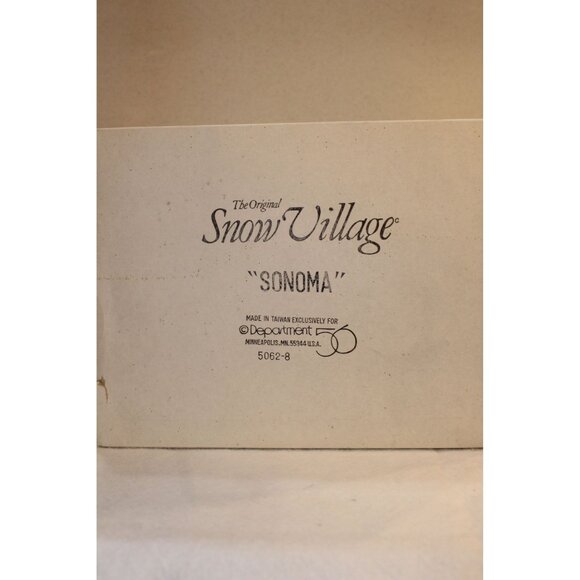 The Original
Snow Village©
"SONOMA"
MADE IN TAIWAN EXCLUSIVELY FOR
© Department 56
MINNEAPOLIS, MN. 55344 U.S.A.
5062-8